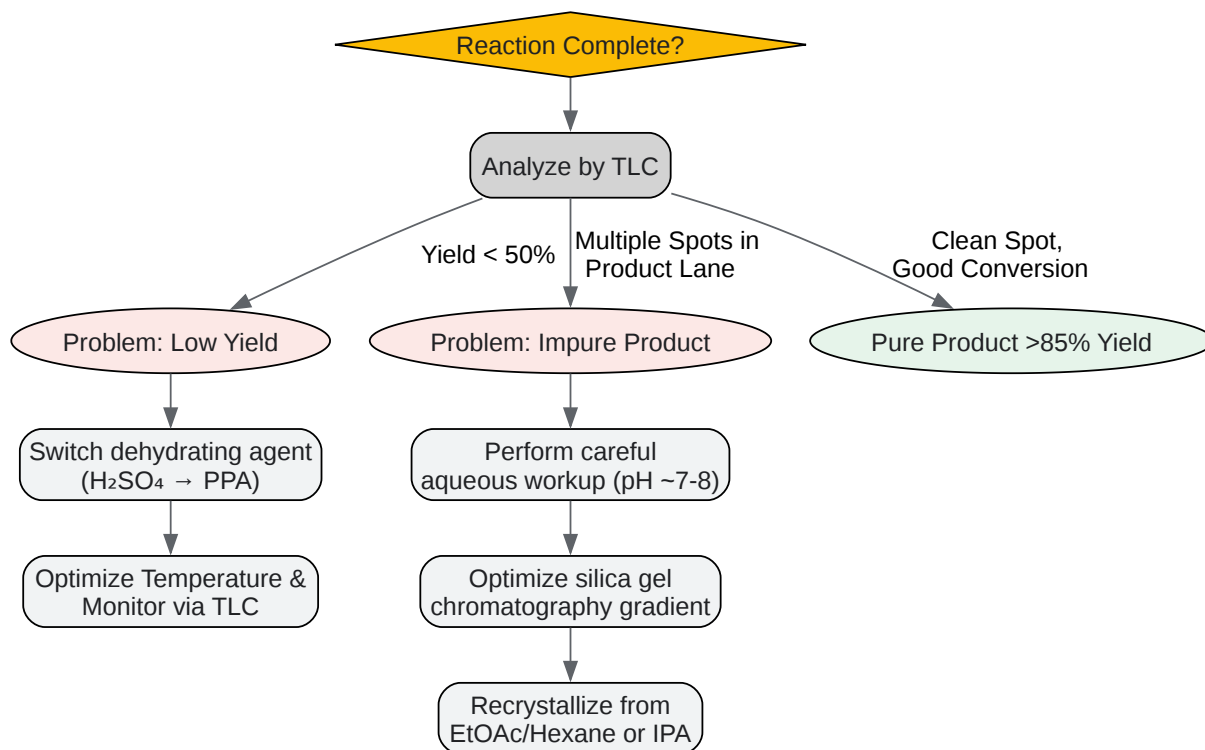 Reaction Complete?
Analyze by TLC
Yield < 50%
Multiple Spots in
Product Lane
Clean Spot,
Good Conversion
Problem: Low Yield
Problem: Impure Product
Pure Product >85% Yield
Switch dehydrating agent
(H₂SO₄ → PPA)
Perform careful
aqueous workup (pH ~7-8)
Optimize Temperature &
Monitor via TLC
Optimize silica gel
chromatography gradient
Recrystallize from
EtOAc/Hexane or IPA